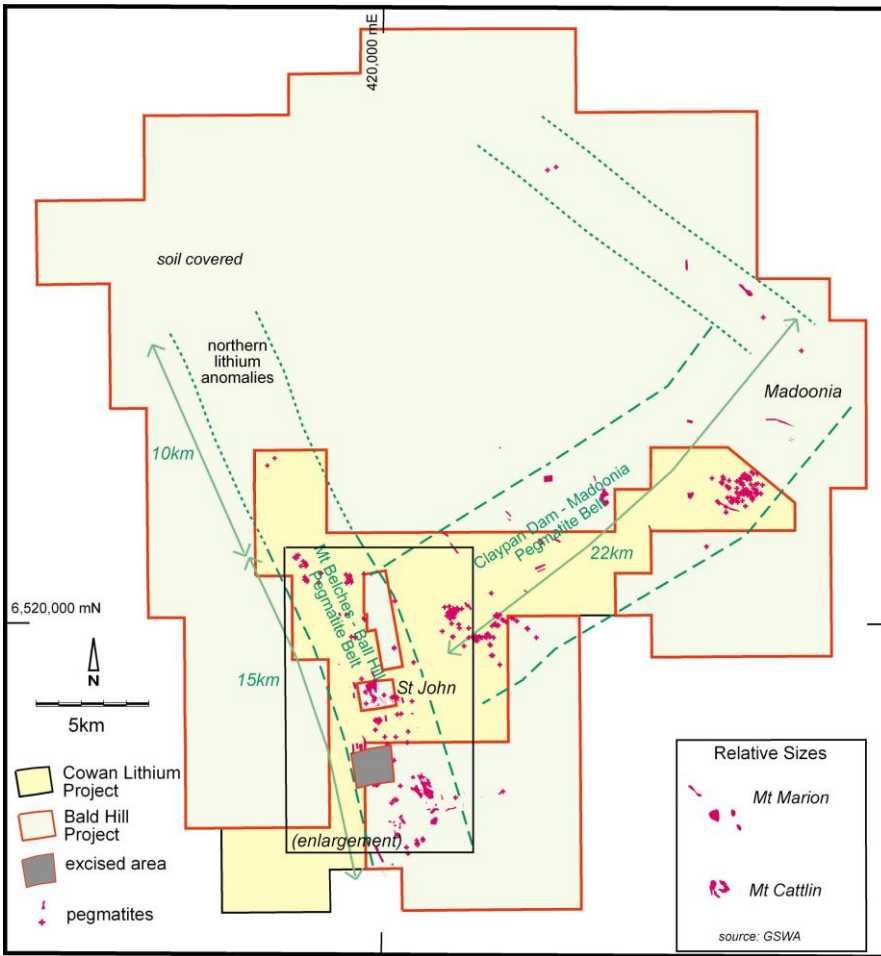 420,000 mE
soil covered
northern
lithium
anomalies
Madoonia
10km
Claypan Dam - Madoonia
Pegmatite Belt
22km
Mt Belches - Ball Hill
Pegmatite Belt
6,520,000 mN
N
5km
15km
St John
(enlargement)
Cowan Lithium
Project
Bald Hill
Project
excised area
pegmatites
Relative Sizes
Mt Marion
Mt Cattlin
source: GSWA